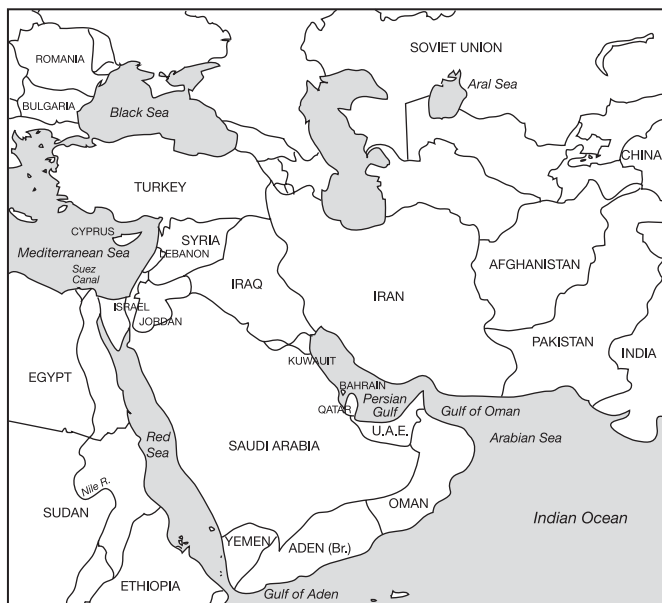 ROMANIA
SOVIET UNION
Aral Sea
BULGARIA
Black Sea
CHINA
TURKEY
CYPRUS
SYRIA
Mediterranean Sea
LEBANON
AFGHANISTAN
Suez
Canal
IRAQ
IRAN
ISRAEL
JORDAN
PAKISTAN
INDIA
KUWAUIT
EGYPT
BAHRAIN
Persian
Gulf
QATAR
Gulf of Oman
U.A.E.
Arabian Sea
Red
Sea
SAUDI ARABIA
Nile R.
OMAN
SUDAN
Indian Ocean
YEMEN
ADEN (Br.)
ETHIOPIA
Gulf of Aden